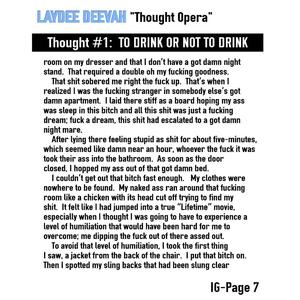 LAYDEE DEEVAH "Thought Opera"
Thought #1: TO DRINK OR NOT TO DRINK
room on my dresser and that I don't have a got damn night
stand. That required a double oh my fucking goodness.
That shit sobered me right the fuck up. That's when I
realized I was the fucking stranger in somebody else's got
damn apartment. I laid there stiff as a board hoping my ass
was sleep in this bitch and all this shit was just a fucking
dream; fuck a dream, this shit had escalated to a got damn
night mare.
After lying there feeling stupid as shit for about five-minutes,
which seemed like damn near an hour, whoever the fuck it was
took their ass into the bathroom. As soon as the door
closed, I hopped my ass out of that got damn bed.
I couldn't get out that bitch fast enough. My clothes were
nowhere to be found. My naked ass ran around that fucking
room like a chicken with its head cut off trying to find my
shit. It felt like I had jumped into a true "Lifetime" movie,
especially when I thought I was going to have to experience a
level of humiliation that would have been hard for me to
overcome; me dipping the fuck out of there assed out.
To avoid that level of humiliation, I took the first thing
I saw, a jacket from the back of the chair. I put that bitch on.
Then I spotted my sling backs that had been slung clear
IG-Page 7